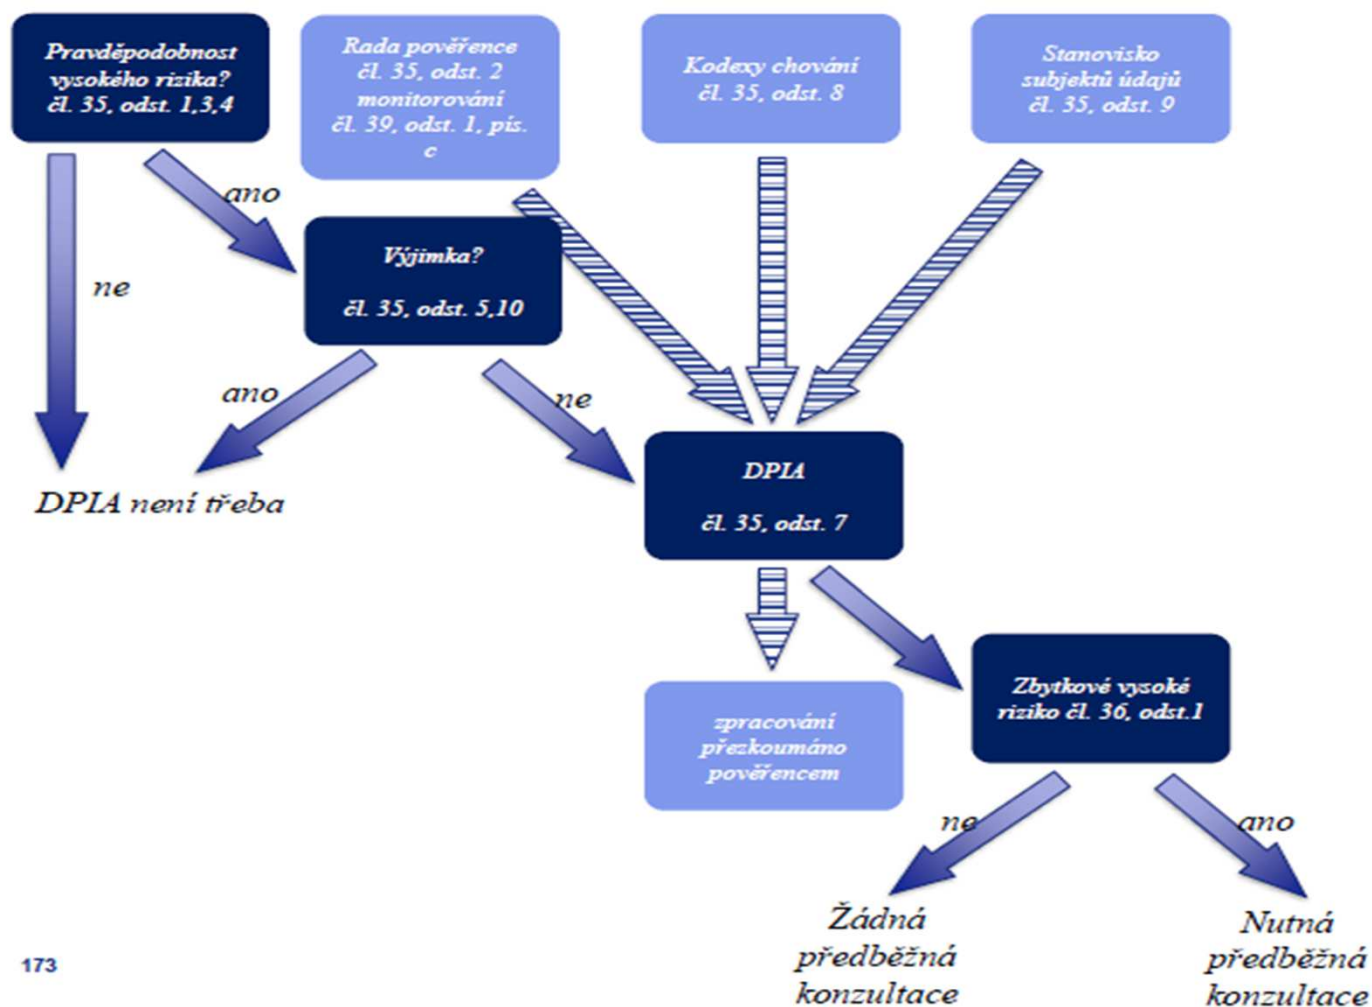 Pravděpodobnost
vysokého rizika?
čl. 35, odst. 1,3,4
Rada pověřence
čl. 35, odst. 2
monitorování
čl. 39, odst. 1, pís.
c
Kodexy chování
čl. 35, odst. 8
Stanovisko
subjektů údajů
čl. 35, odst. 9
ano
ne
Výjimka?
čl. 35, odst. 5,10
ano
ne
DPIA není třeba
DPIA
čl. 35, odst. 7
zpracování
přezkoumáno
pověřencem
Zbytkové vysoké
riziko čl. 36, odst.1
ne
ano
Žádná
předběžná
konzultace
Nutná
předběžná
konzultace
173